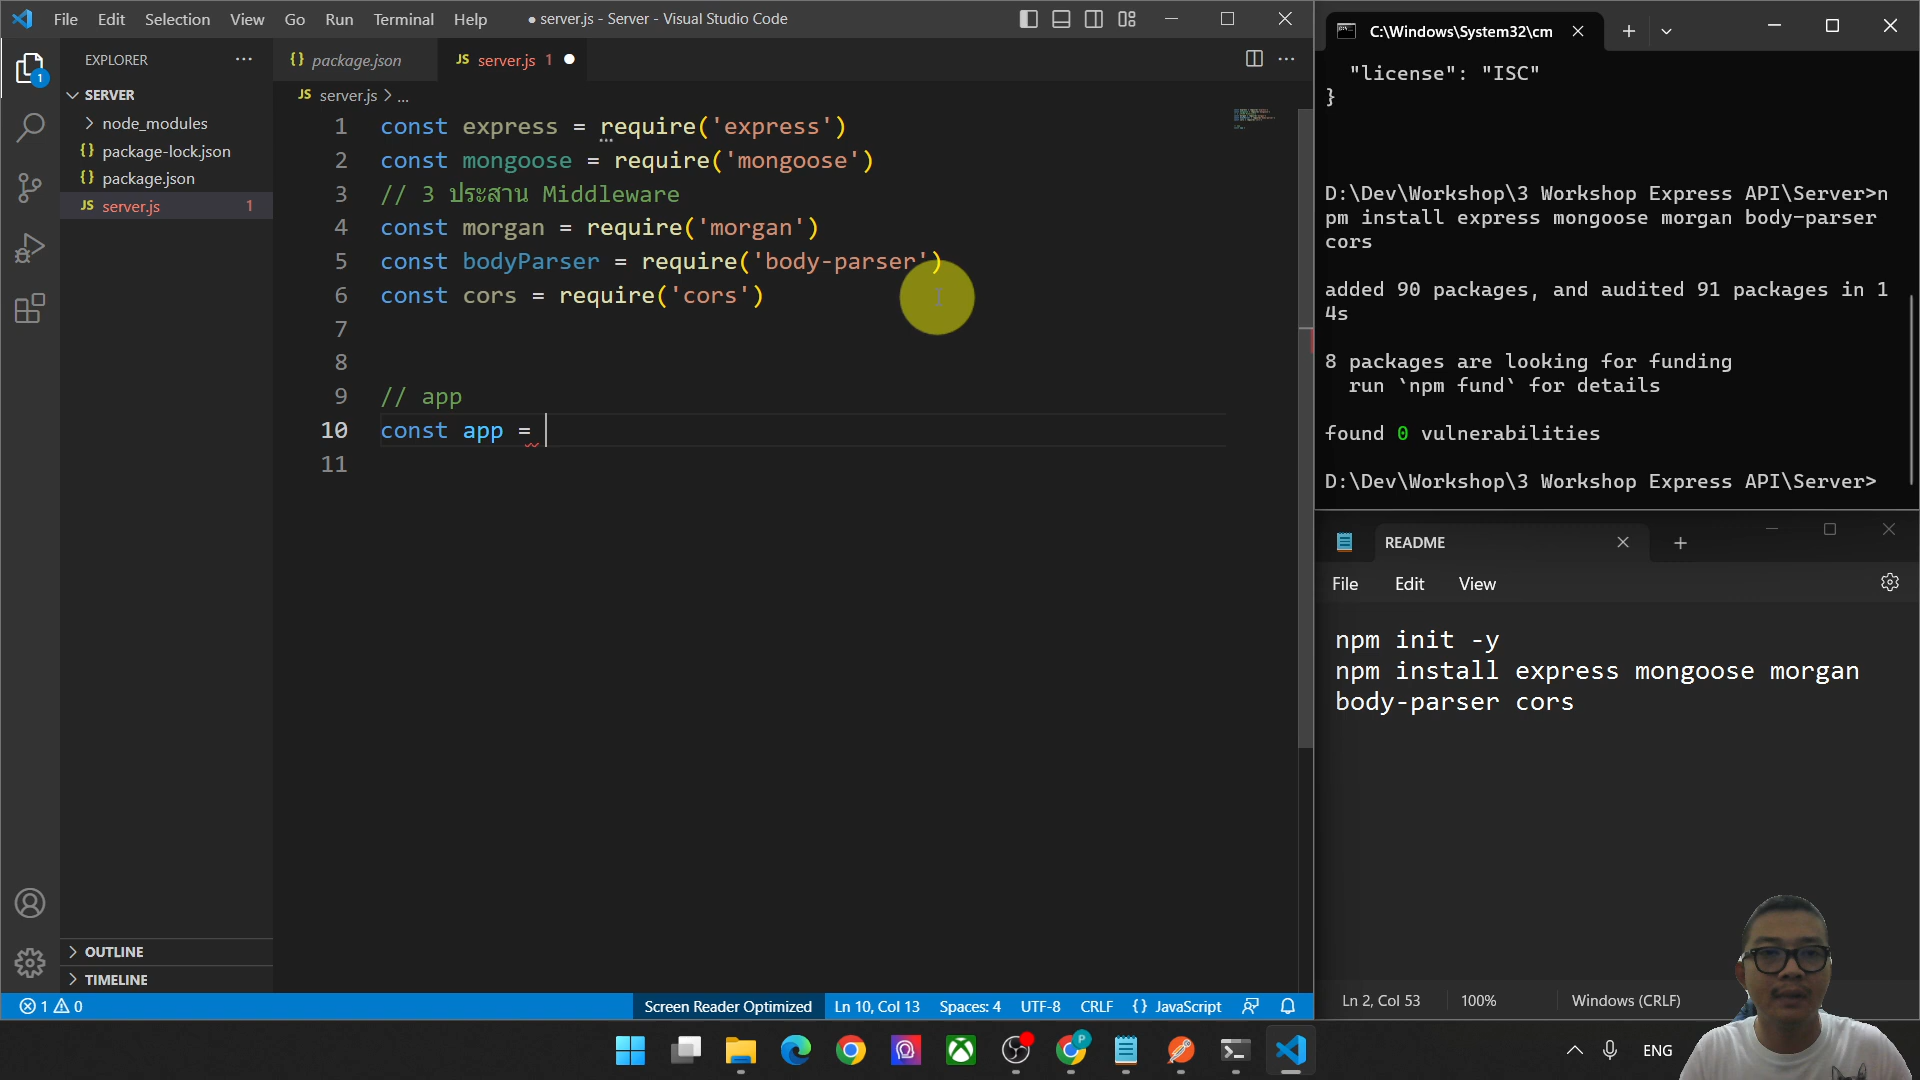 File Edit Selection View Go Run Terminal Help
● server.js - Server - Visual Studio Code
EXPLORER
SERVER
node_modules
{} package-lock.json
{} package.json
JS server.js 1
OUTLINE
TIMELINE
{} package.json
JS server.js 1
JS server.js > ...
1 const express = require('express')
2 const mongoose = require('mongoose')
3 // 3 ประสาน Middleware
4 const morgan = require('morgan')
5 const bodyParser = require('body-parser')
6 const cors = require('cors')
7
8
9 // app
10 const app =
11
1 0
Screen Reader Optimized Ln 10, Col 13 Spaces: 4 UTF-8 CRLF {} JavaScript
C:\Windows\System32\cm
"license": "ISC"
}
D:\Dev\Workshop\3 Workshop Express API\Server>n
pm install express mongoose morgan body-parser
cors
added 90 packages, and audited 91 packages in 1
4s
8 packages are looking for funding
run `npm fund` for details
found 0 vulnerabilities
D:\Dev\Workshop\3 Workshop Express API\Server>
README
File Edit View
npm init -y
npm install express mongoose morgan
body-parser cors
Ln 2, Col 53 100% Windows (CRLF)
ENG